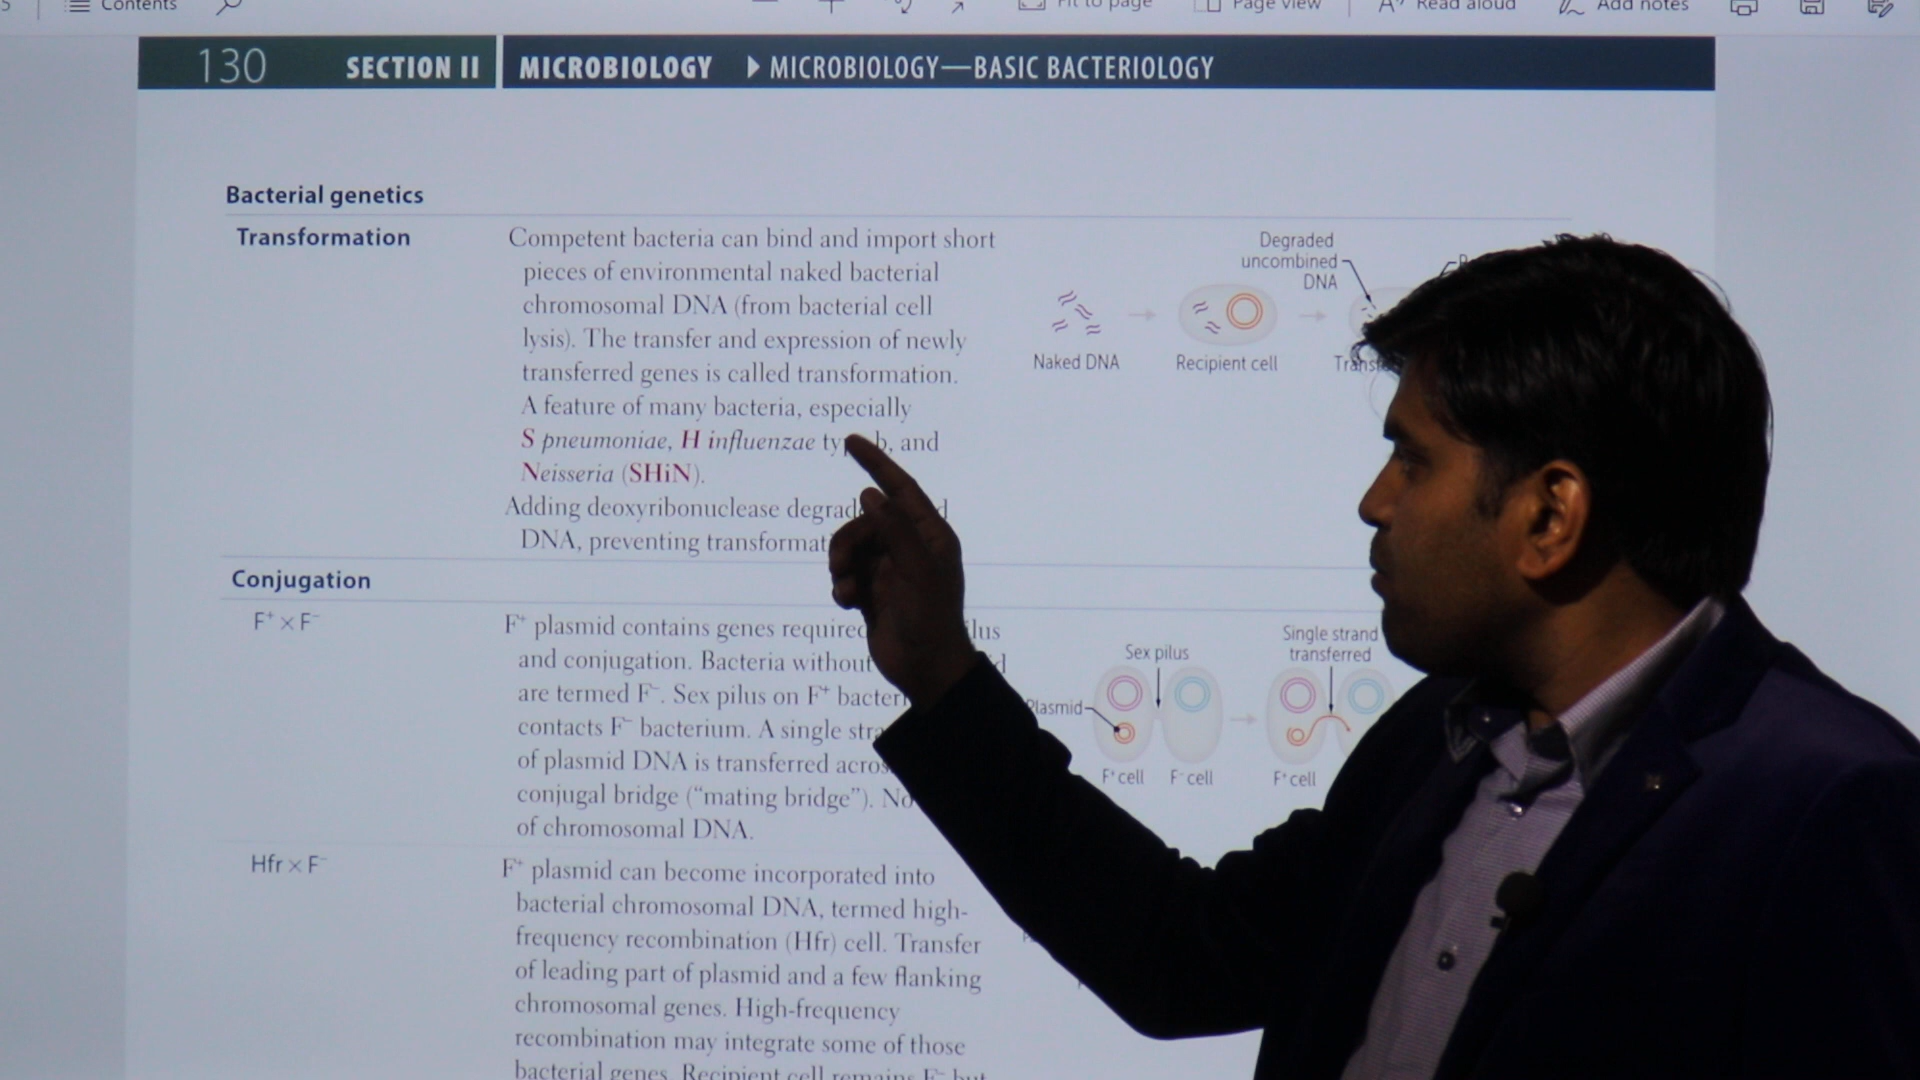 Contents
Fit to page
Page view
Read aloud
Add notes
130 SECTION II MICROBIOLOGY ▶ MICROBIOLOGY—BASIC BACTERIOLOGY
Bacterial genetics
Transformation
Competent bacteria can bind and import short
pieces of environmental naked bacterial
chromosomal DNA (from bacterial cell
lysis). The transfer and expression of newly
transferred genes is called transformation.
A feature of many bacteria, especially
S pneumoniae, H influenzae b, and
Neisseria (SHiN).
Adding deoxyribonuclease
DNA, preventing
Degraded
uncombined
DNA
Naked DNA
Recipient cell
Conjugation
F⁺ × F⁻
F⁺ plasmid contains genes required
and conjugation. Bacteria without
are termed F⁻. Sex pilus on F⁺
contacts F⁻ bacterium. A single
of plasmid DNA is transferred
conjugal bridge (“mating bridge”). No
of chromosomal DNA.
Sex pilus
Single strand
transferred
Plasmid
F⁺ cell
F⁻ cell
F⁺ cell
Hfr × F⁻
F⁺ plasmid can become incorporated into
bacterial chromosomal DNA, termed high-
frequency recombination (Hfr) cell. Transfer
of leading part of plasmid and a few flanking
chromosomal genes. High-frequency
recombination may integrate some of those
bacterial genes. Recipient cell remains F⁻ but